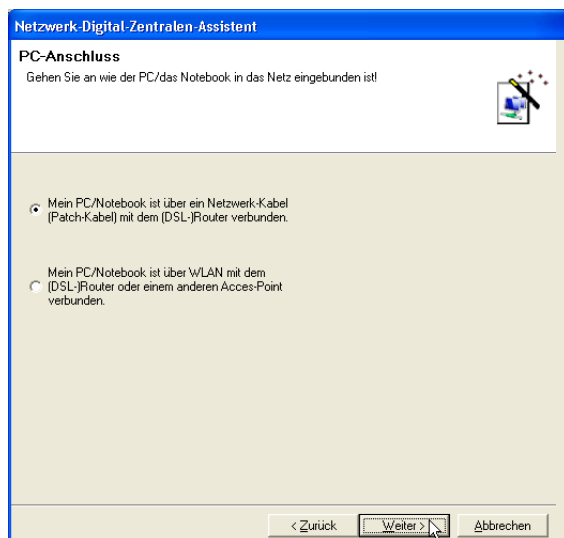 Netzwerk-Digital-Zentralen-Assistent
PC-Anschluss
Gehen Sie an wie der PC/das Notebook in das Netz eingebunden ist!
Mein PC/Notebook ist über ein Netzwerk-Kabel
(Patch-Kabel) mit dem (DSL-)Router verbunden.
Mein PC/Notebook ist über WLAN mit dem
(DSL-)Router oder einem anderen Acces-Point
verbunden.
< Zurück Weiter > Abbrechen